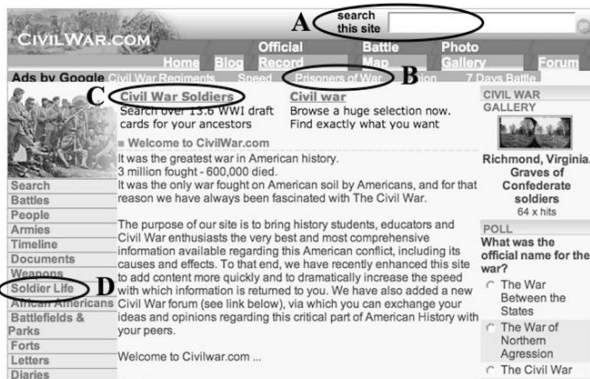 A search this site
go
CIVILWAR.COM
Home Blog Official Record Battle Map Photo Gallery Forum
Ads by Google Civil War Regiments Speed Prisoners of War 7 Days Battle
B
C Civil War Soldiers
Search over 13.6 WWI draft
cards for your ancestors
Civil war
Browse a huge selection now.
Find exactly what you want
Welcome to CivilWar.com
It was the greatest war in American history.
3 million fought - 600,000 died.
It was the only war fought on American soil by Americans, and for that
reason we have always been fascinated with The Civil War.
The purpose of our site is to bring history students, educators and
Civil War enthusiasts the very best and most comprehensive
information available regarding this American conflict, including its
causes and effects. To that end, we have recently enhanced this site
to add content more quickly and to dramatically increase the speed
with which information is returned to you. We have also added a new
Civil War forum (see link below), via which you can exchange your
ideas and opinions regarding this critical part of American History with
your peers.
Welcome to Civilwar.com ...
Search
Battles
People
Armies
Timeline
Documents
Weapons
Soldier Life D
African Americans
Battlefields &
Parks
Forts
Letters
Diaries
CIVIL WAR
GALLERY
Richmond, Virginia.
Graves of
Confederate
soldiers
64 x hits
POLL
What was the
official name for the
war?
The War
Between the
States
The War of
Northern
Agression
The Civil War